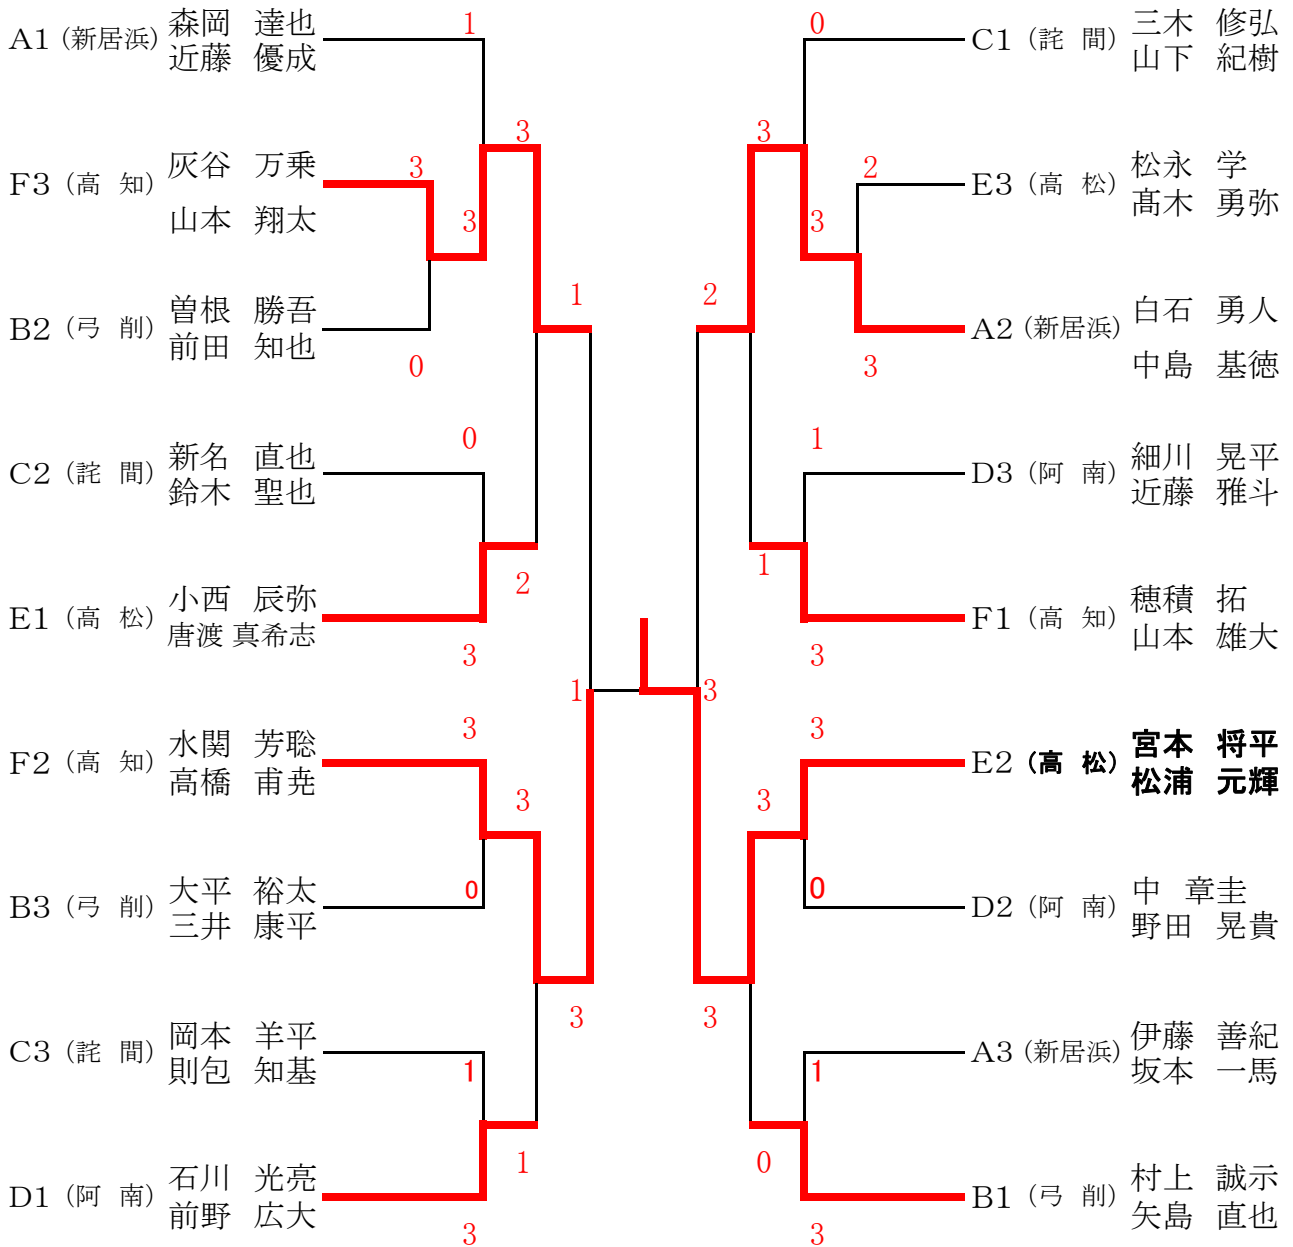 A1 (新居浜) 森岡 達也
近藤 優成
1
F3 (高 知) 灰谷 万乗
山本 翔太
3
3
3
B2 (弓 削) 曽根 勝吾
前田 知也
0
1
C2 (詫 間) 新名 直也
鈴木 聖也
0
E1 (高 松) 小西 辰弥
唐渡 真希志
3
2
1
F2 (高 知) 水関 芳聡
高橋 甫尭
3
3
B3 (弓 削) 大平 裕太
三井 康平
0
3
C3 (詫 間) 岡本 羊平
則包 知基
1
1
D1 (阿 南) 石川 光亮
前野 広大
3
0
C1 (詫 間) 三木 修弘
山下 紀樹
3
2
E3 (高 松) 松永 学
髙木 勇弥
3
2
A2 (新居浜) 白石 勇人
中島 基徳
3
1
D3 (阿 南) 細川 晃平
近藤 雅斗
1
F1 (高 知) 穂積 拓
山本 雄大
3
3
3
E2 (高 松) 宮本 将平
松浦 元輝
3
0
D2 (阿 南) 中 章圭
野田 晃貴
3
A3 (新居浜) 伊藤 善紀
坂本 一馬
1
0
B1 (弓 削) 村上 誠示
矢島 直也
3